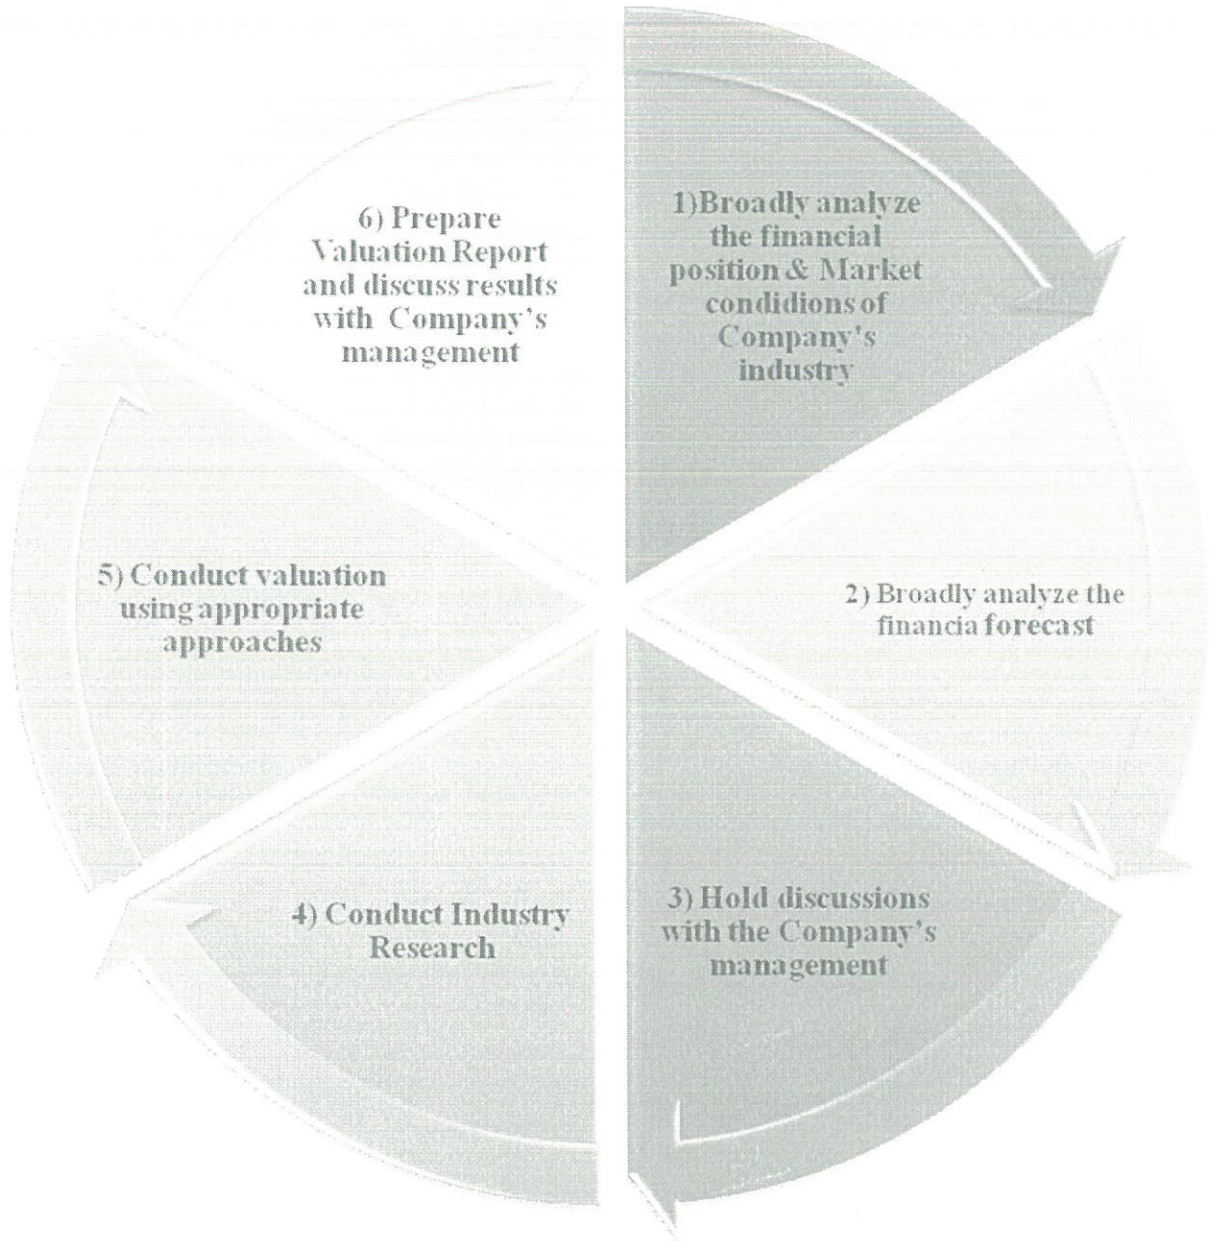 1)Broadly analyze
the financial
position & Market
condidions of
Company's
industry
2) Broadly analyze the
financia forecast
3) Hold discussions
with the Company's
management
4) Conduct Industry
Research
5) Conduct valuation
using appropriate
approaches
6) Prepare
Valuation Report
and discuss results
with Company's
management